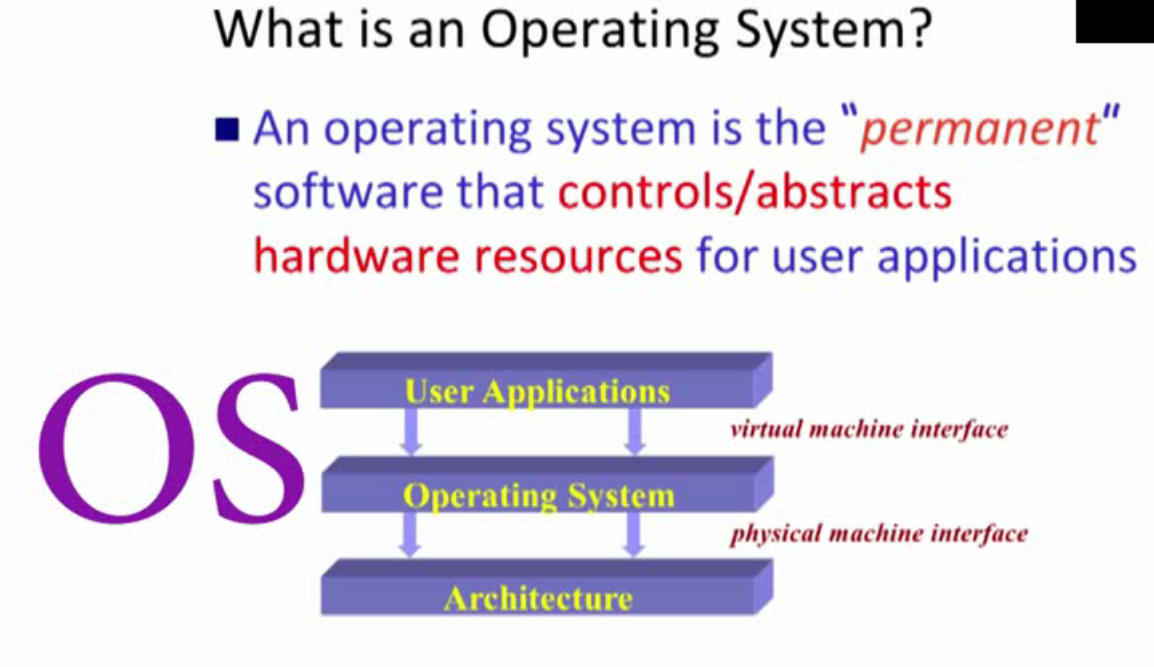 What is an Operating System?
An operating system is the "permanent"
software that controls/abstracts
hardware resources for user applications
OS
User Applications
virtual machine interface
Operating System
physical machine interface
Architecture